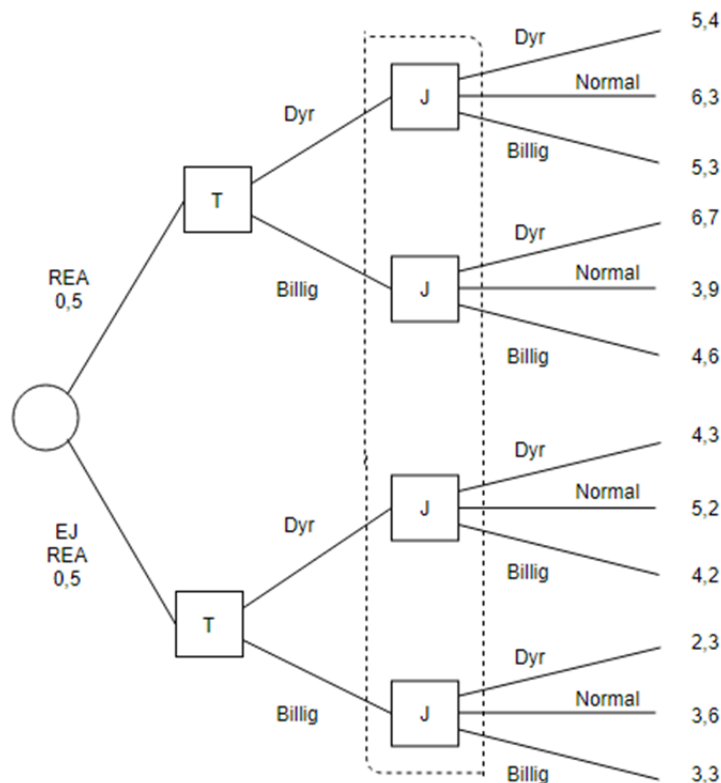 5,4
Dyr
Normal
J
6,3
Dyr
Billig
5,3
T
6,7
Dyr
REA
0,5
Billig
J
Normal
3,9
Billig
4,6
4,3
Dyr
Normal
EJ
REA
0,5
Dyr
J
5,2
Billig
4,2
T
2,3
Dyr
Normal
Billig
J
3,6
Billig
3,3